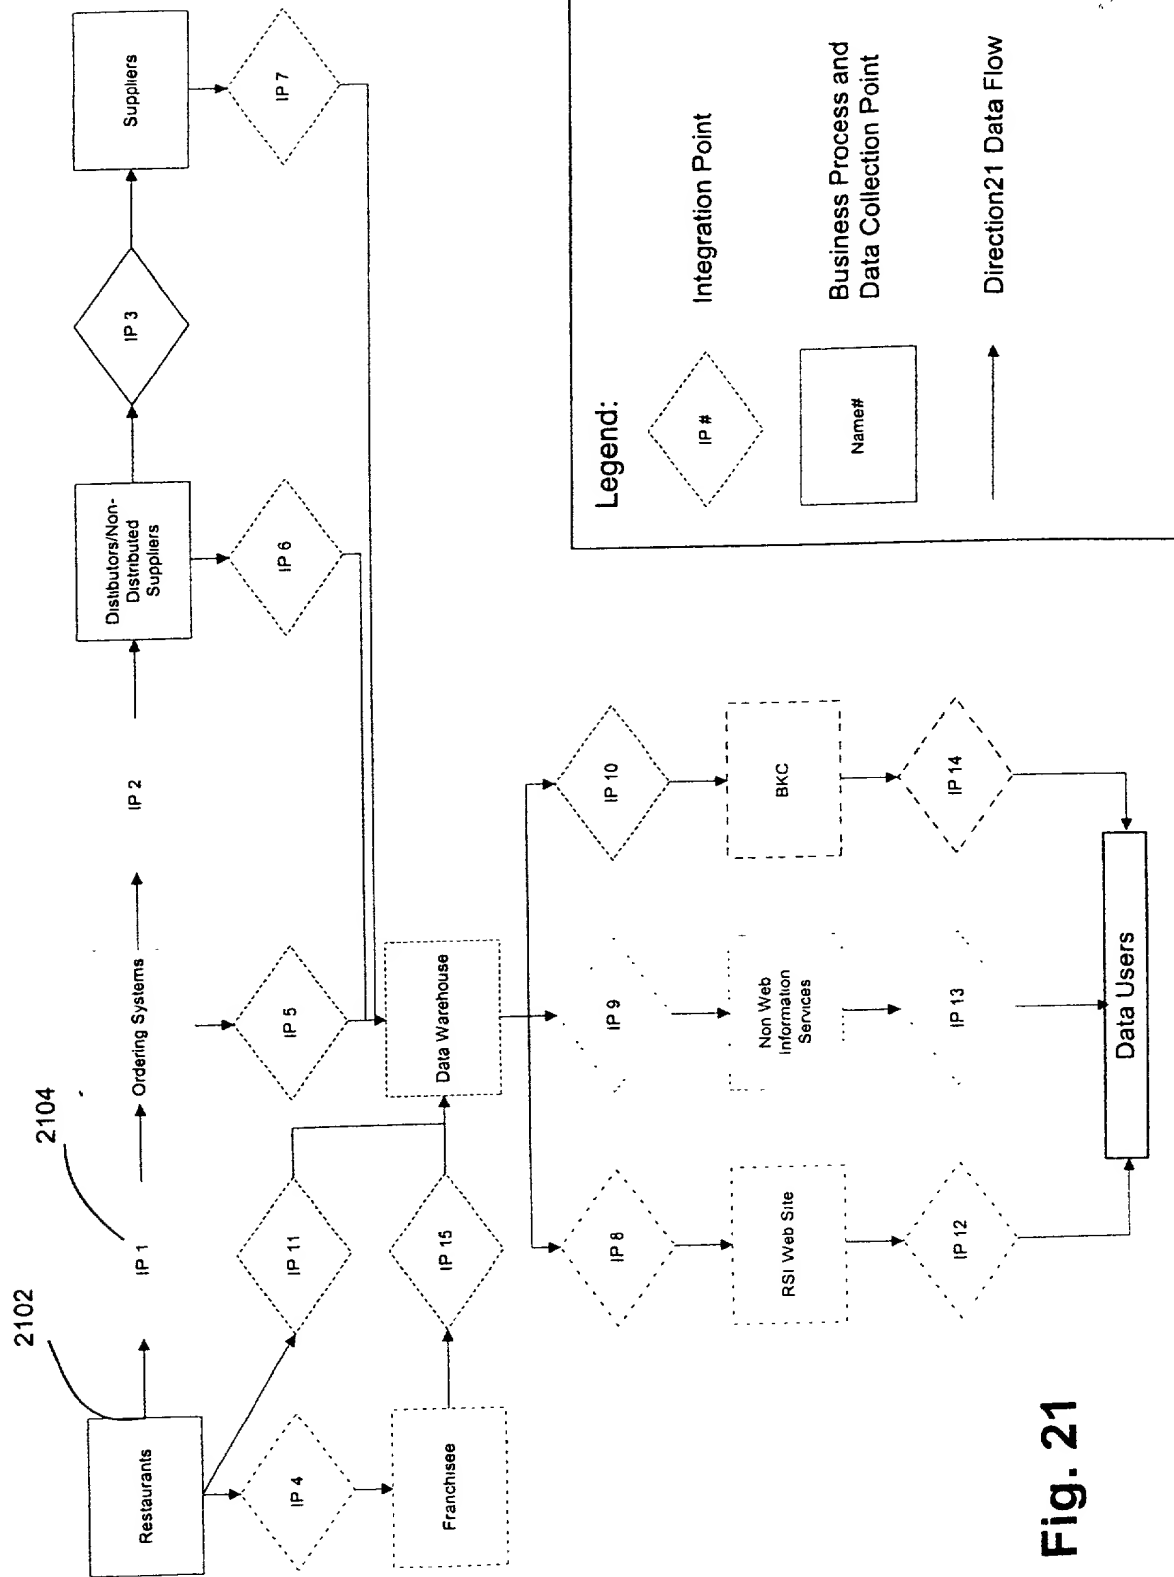 2102
2104
Restaurants
IP 1
Ordering Systems
IP 2
Distributors/Non-
Distributed
Suppliers
IP 3
Suppliers
IP 4
IP 11
IP 5
IP 6
IP 7
Franchisee
IP 15
Data Warehouse
IP 8
IP 9
IP 10
RSI Web Site
Non Web
Information
Services
BKC
IP 12
IP 13
IP 14
Data Users
Legend:
IP #
Integration Point
Name#
Business Process and
Data Collection Point
Direction21 Data Flow
Fig. 21